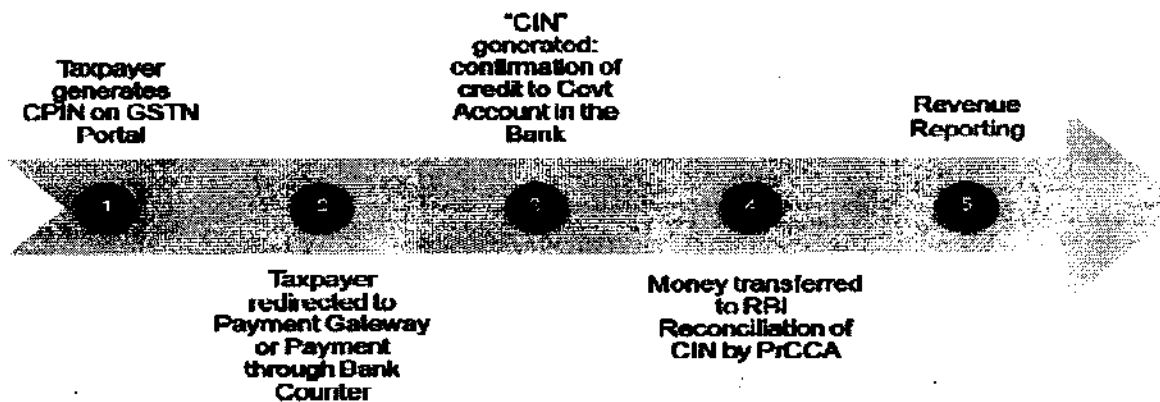 Taxpayer
generates
CPIN on GSTN
Portal
1
2
Taxpayer
redirected to
Payment Gateway
or Payment
through Bank
Counter
"CIN"
generated:
confirmation of
credit to Govt
Account in the
Bank
3
4
Money transferred
to RBI
Reconciliation of
CIN by PrCCA
Revenue
Reporting
5